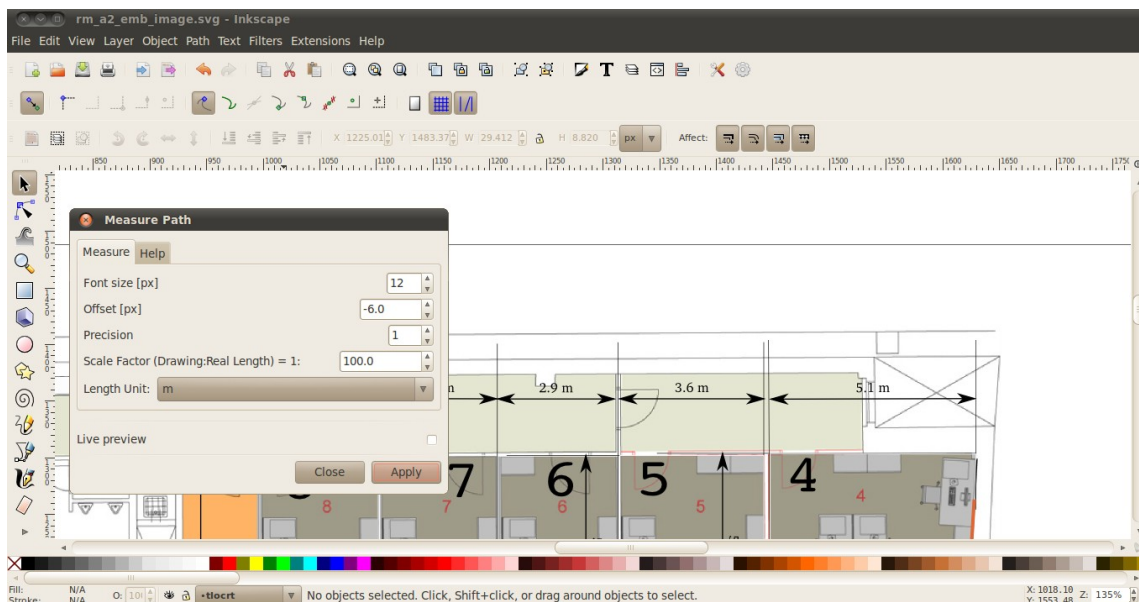 rm_a2_emb_image.svg - Inkscape
File Edit View Layer Object Path Text Filters Extensions Help
X 1225.01 Y 1483.37 W 29.412 H 8.820 px Affect:
850 900 950 1000 1050 1100 1150 1200 1250 1300 1350 1400 1450 1500 1550 1600 1650 1700 1750
Measure Path
Measure Help
Font size [px] 12
Offset [px] -6.0
Precision 1
Scale Factor (Drawing:Real Length) = 1: 100.0
Length Unit: m
Live preview
Close Apply
2.9 m 3.6 m 5.1 m
7 6 5 4
8 7 6 5 4
Fill: N/A
Stroke: N/A
O: 10
•tlocrt
No objects selected. Click, Shift+click, or drag around objects to select.
X: 1018.10
Y: 1553.48
Z: 135%